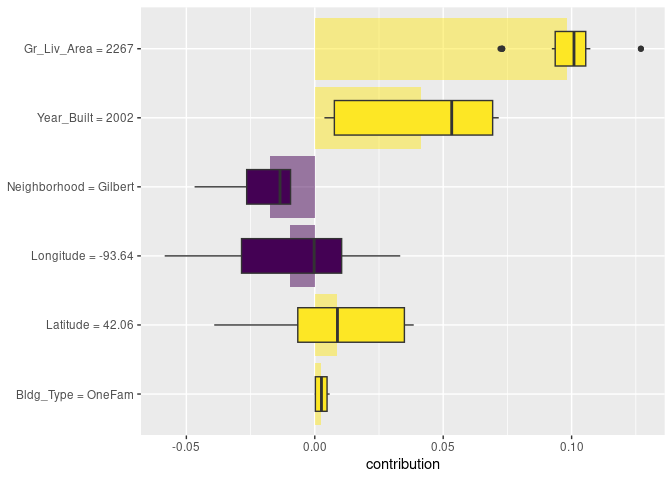 Gr_Liv_Area = 2267
Year_Built = 2002
Neighborhood = Gilbert
Longitude = -93.64
Latitude = 42.06
Bldg_Type = OneFam
-0.05 0.00 0.05 0.10
contribution